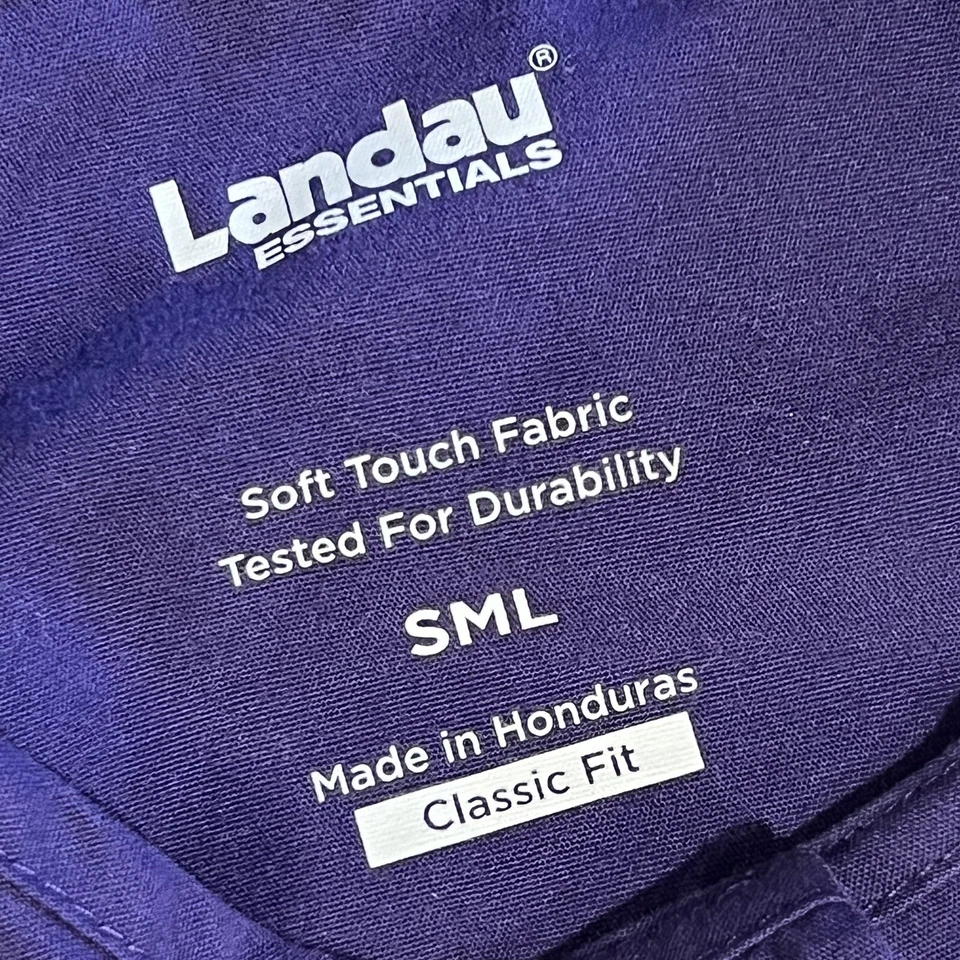 Landau®
ESSENTIALS
Soft Touch Fabric
Tested For Durability
SML
Made in Honduras
Classic Fit